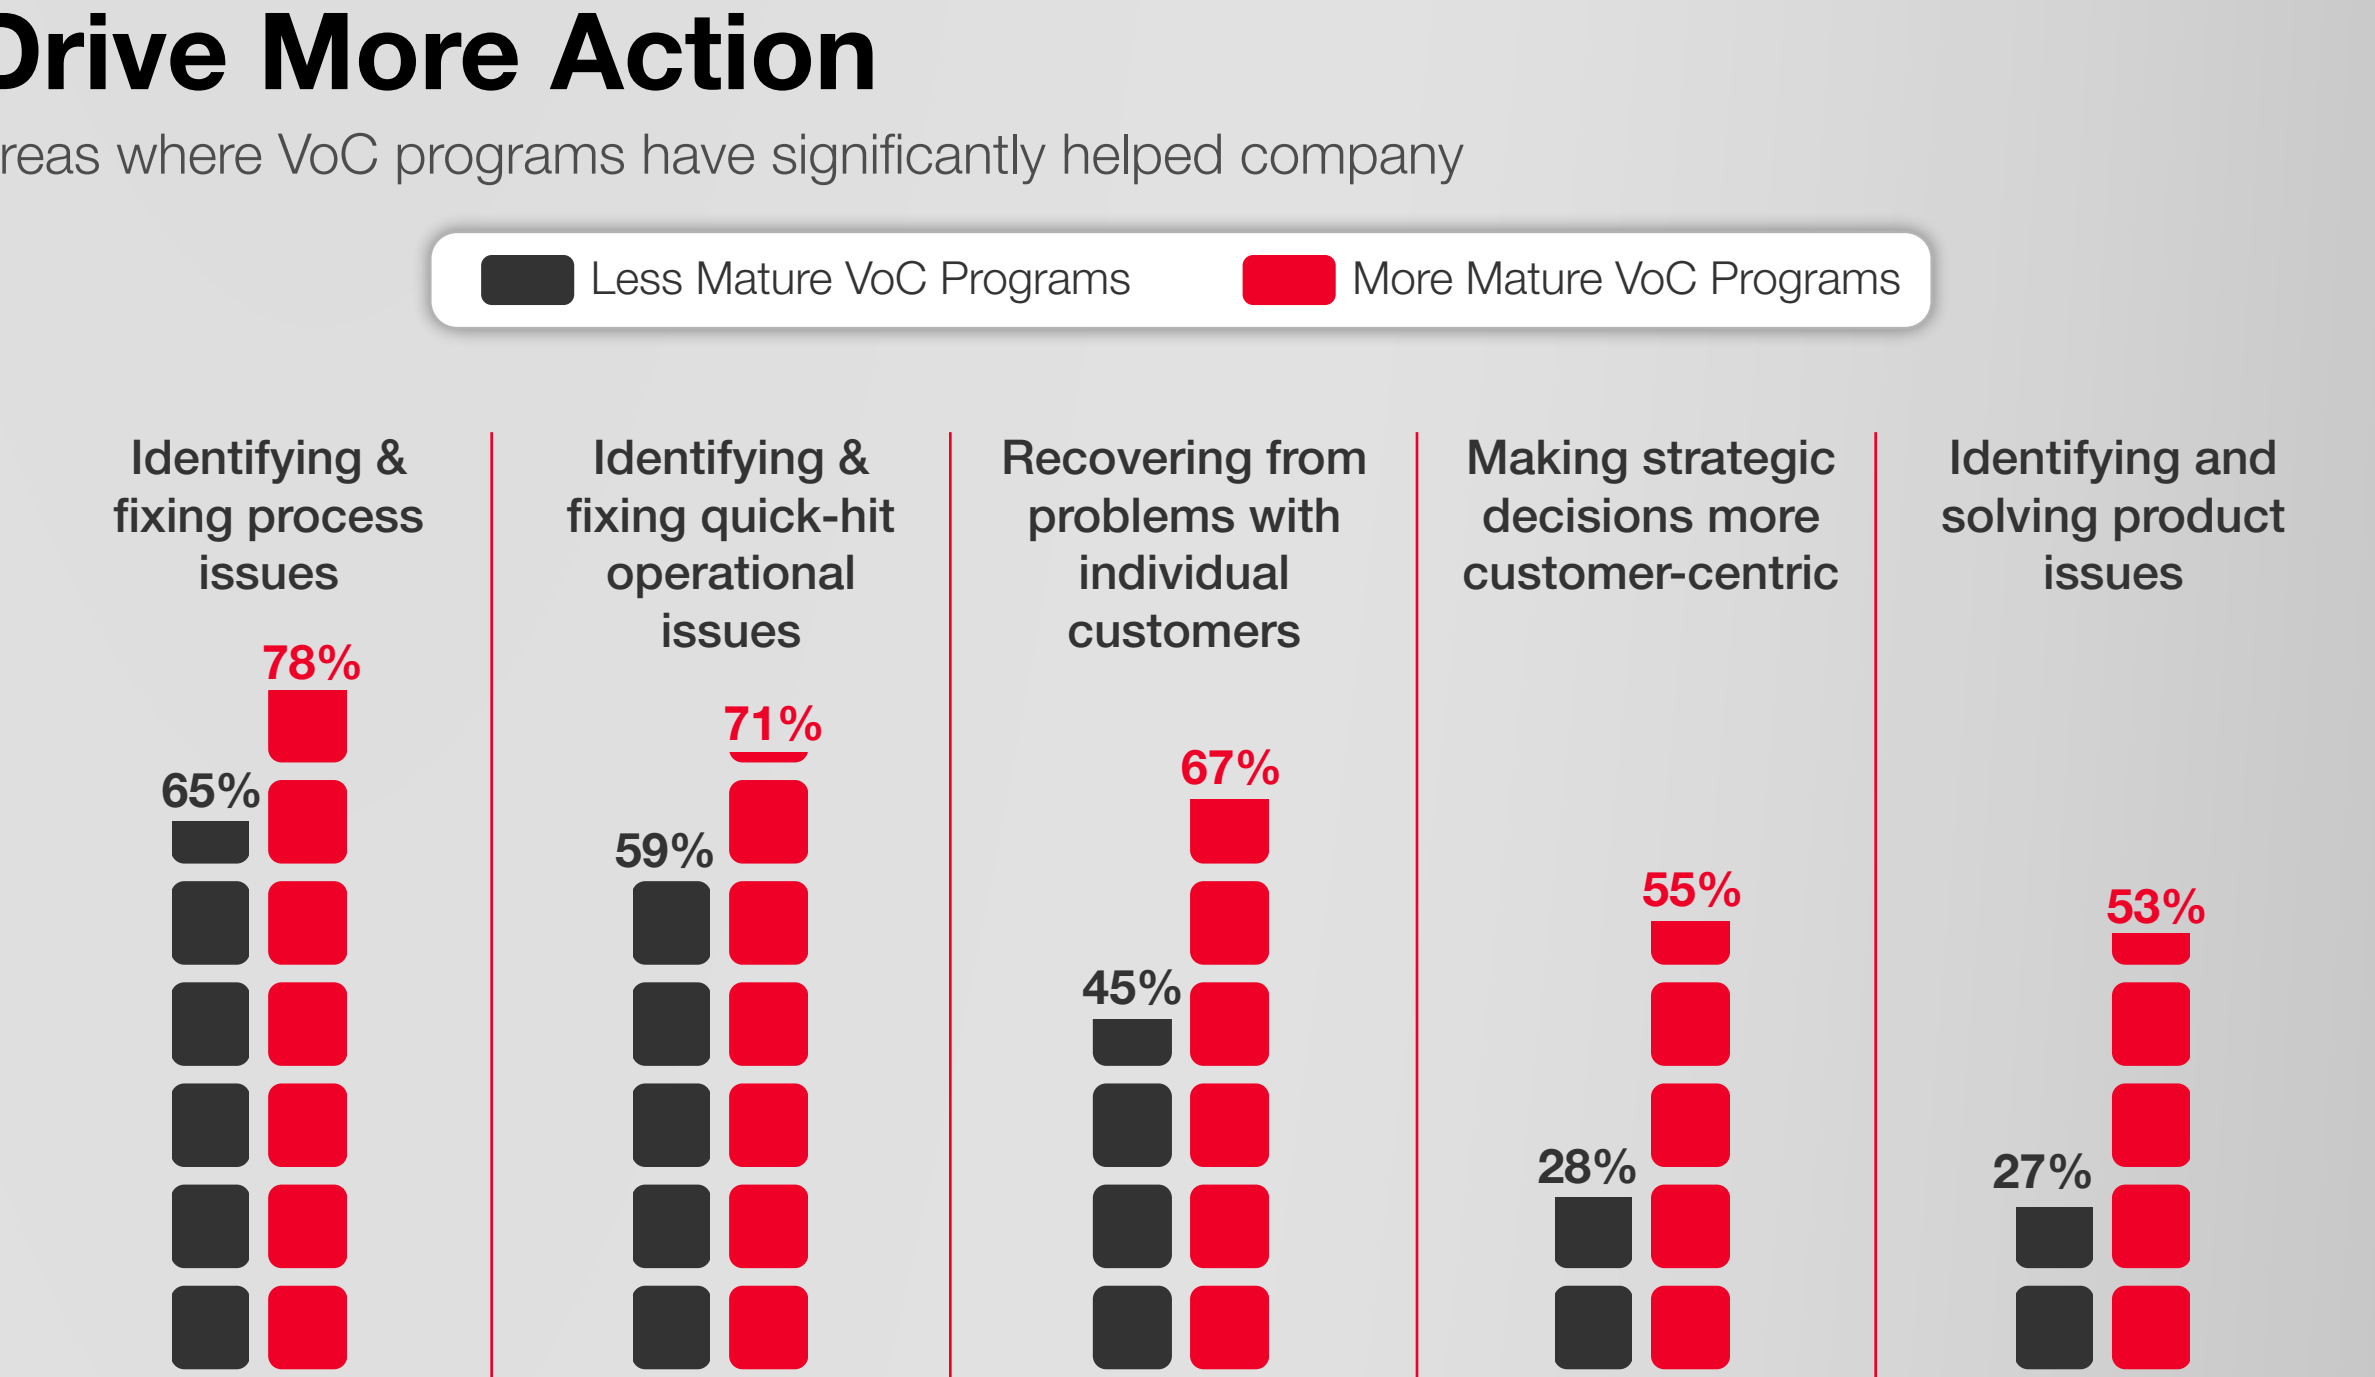 Drive More Action
reas where VoC programs have significantly helped company
Less Mature VoC Programs
More Mature VoC Programs
Identifying &
fixing process
issues
78%
65%
Identifying &
fixing quick-hit
operational
issues
71%
59%
Recovering from
problems with
individual
customers
67%
45%
Making strategic
decisions more
customer-centric
55%
28%
Identifying and
solving product
issues
53%
27%